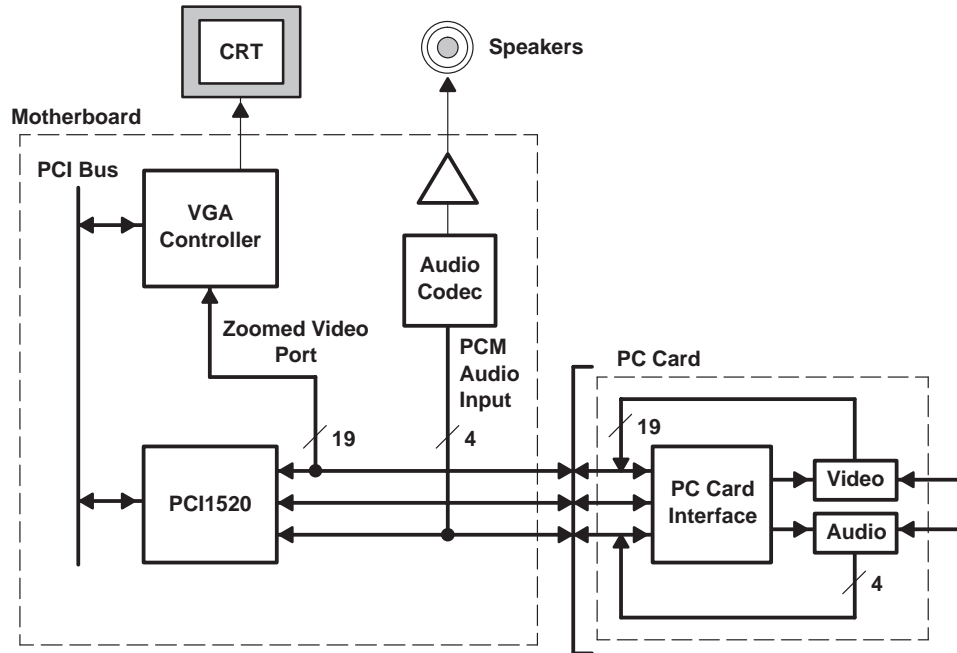 CRT
Speakers
Motherboard
PCI Bus
VGA
Controller
Audio
Codec
Zoomed Video
Port
PCM
Audio
Input
PC Card
19
4
19
PCI1520
PC Card
Interface
Video
Audio
4